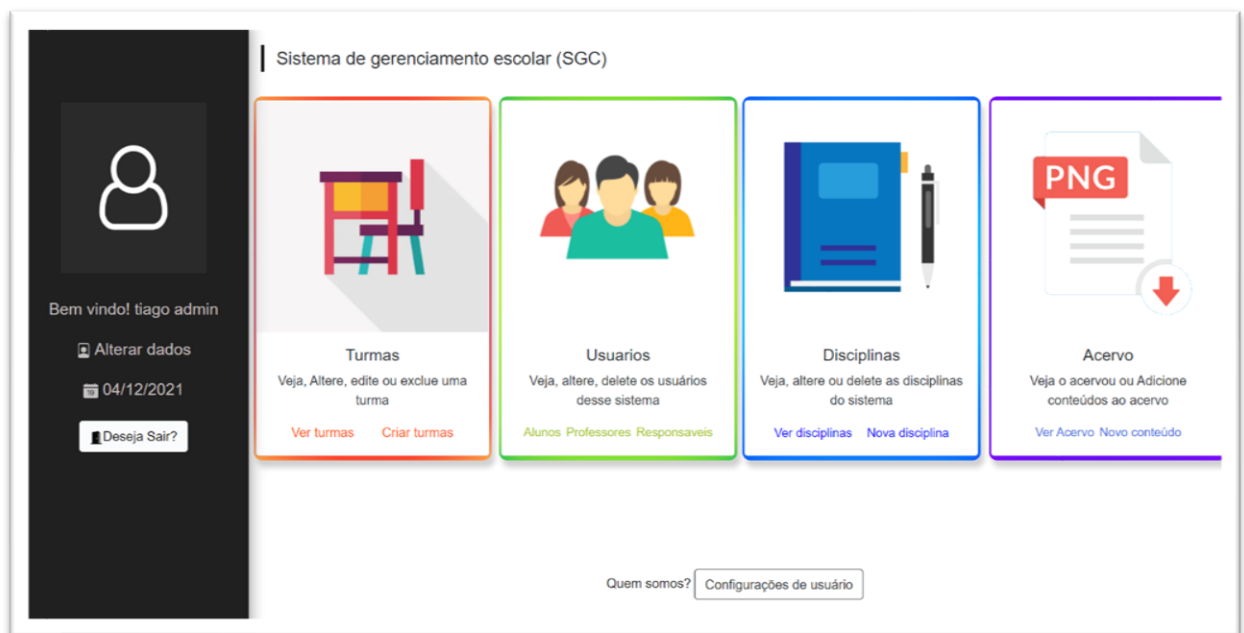 Sistema de gerenciamento escolar (SGC)
Bem vindo! tiago admin
Alterar dados
04/12/2021
Deseja Sair?
Turmas
Veja, Altere, edite ou exclue uma
turma
Ver turmas Criar turmas
Usuarios
Veja, altere, delete os usuários
desse sistema
Alunos Professores Responsaveis
Disciplinas
Veja, altere ou delete as disciplinas
do sistema
Ver disciplinas Nova disciplina
PNG
Acervo
Veja o acervou ou Adicione
conteúdos ao acervo
Ver Acervo Novo conteúdo
Quem somos? Configurações de usuário